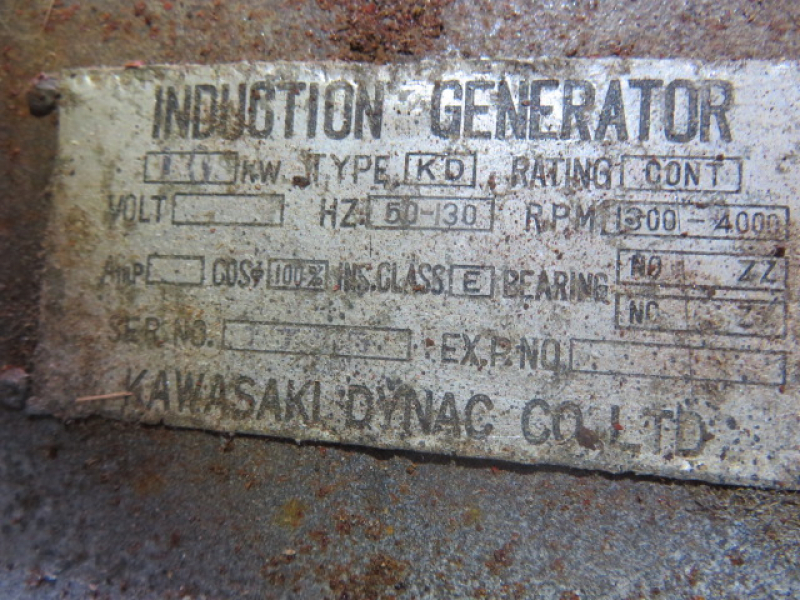 INDUCTION GENERATOR
KW. TYPE KD RATING CONT
VOLT HZ. 50-130 R.P.M 1300-4000
AMP COSφ 100% INS.CLASS E BEARING NO ZZ
NO
SER.NO. EX.P.NO.
KAWASAKI DYNAC CO. LTD